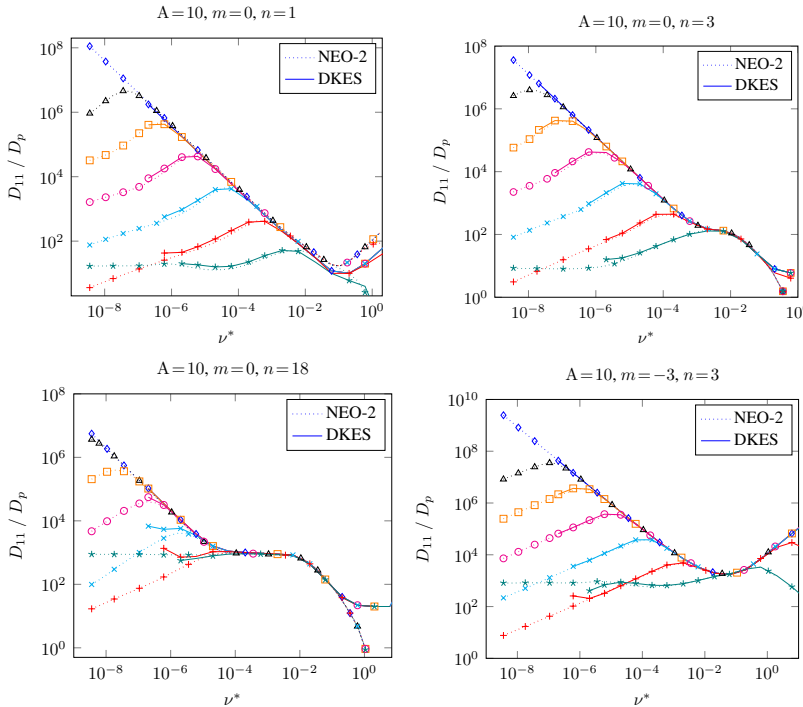 A=10, m=0, n=1
10^8
10^6
10^4
10^2
D_11 / D_p
NEO-2
DKES
10^−8 10^−6 10^−4 10^−2 10^0
ν*
A=10, m=0, n=3
10^8
10^6
10^4
10^2
10^0
D_11 / D_p
NEO-2
DKES
10^−8 10^−6 10^−4 10^−2 10^0
ν*
A=10, m=0, n=18
10^8
10^6
10^4
10^2
10^0
D_11 / D_p
NEO-2
DKES
10^−8 10^−6 10^−4 10^−2 10^0
ν*
A=10, m=−3, n=3
10^10
10^8
10^6
10^4
10^2
10^0
D_11 / D_p
NEO-2
DKES
10^−8 10^−6 10^−4 10^−2 10^0
ν*